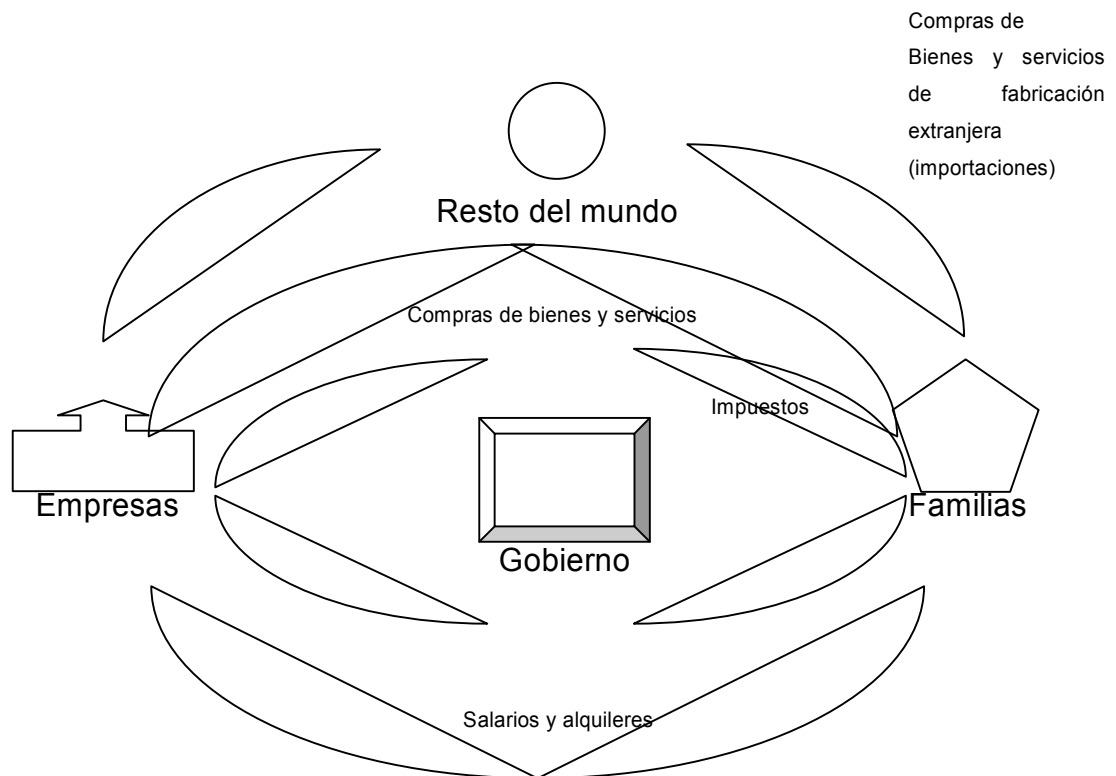 Compras de
Bienes y servicios
de fabricación
extranjera
(importaciones)
Resto del mundo
Compras de bienes y servicios
Impuestos
Empresas
Familias
Gobierno
Salarios y alquileres